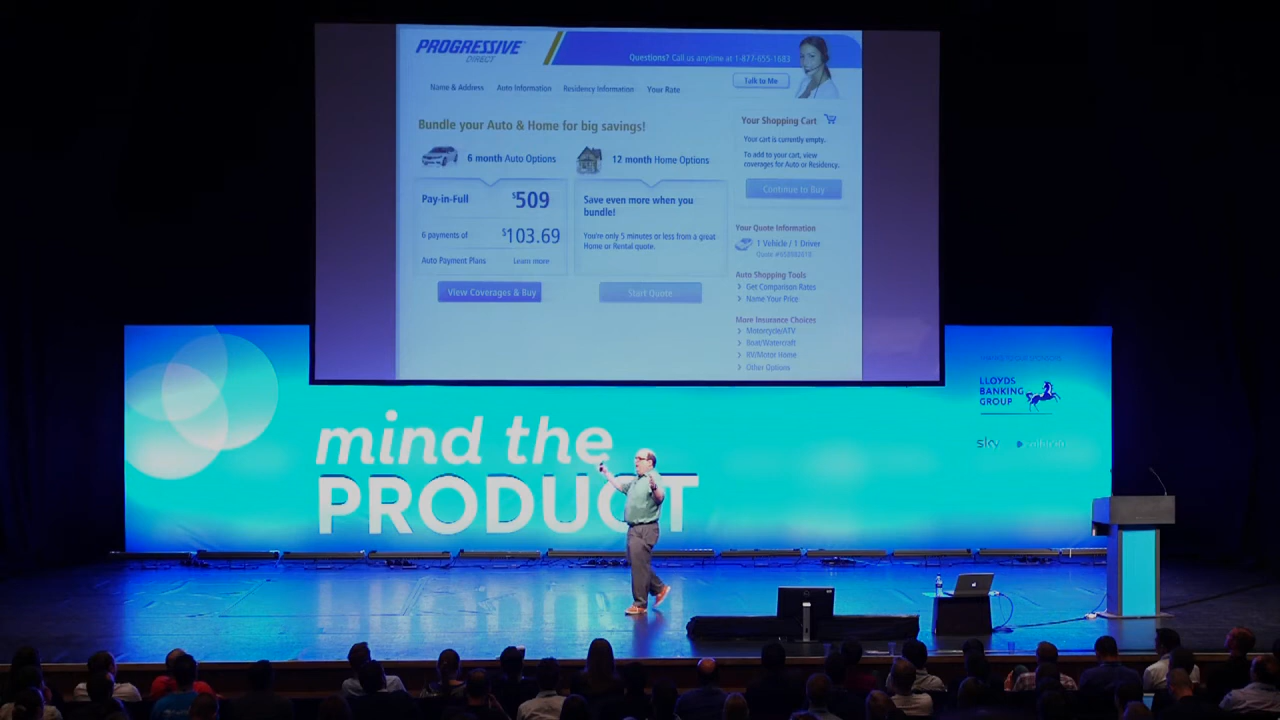 PROGRESSIVE
DIRECT
Questions? Call us anytime at 1-877-655-1683
Talk to Me
Name & Address
Auto Information
Residency Information
Your Rate
Bundle your Auto & Home for big savings!
6 month Auto Options
12 month Home Options
Pay-in-Full
$509
6 payments of
$103.69
Auto Payment Plans
Learn more
View Coverages & Buy
Save even more when you
bundle!
You're only 5 minutes or less from a great
Home or Rental quote.
Start Quote
Your Shopping Cart
Your cart is currently empty.
To add to your cart, view
coverages for Auto or Residency.
Continue to Buy
Your Quote Information
1 Vehicle / 1 Driver
Auto Shopping Tools
Get Comparison Rates
Name Your Price
More Insurance Choices
Motorcycle/ATV
Boat/Watercraft
RV/Motor Home
Other Options
mind the
PRODUCT
LLOYDS
BANKING
GROUP
sky